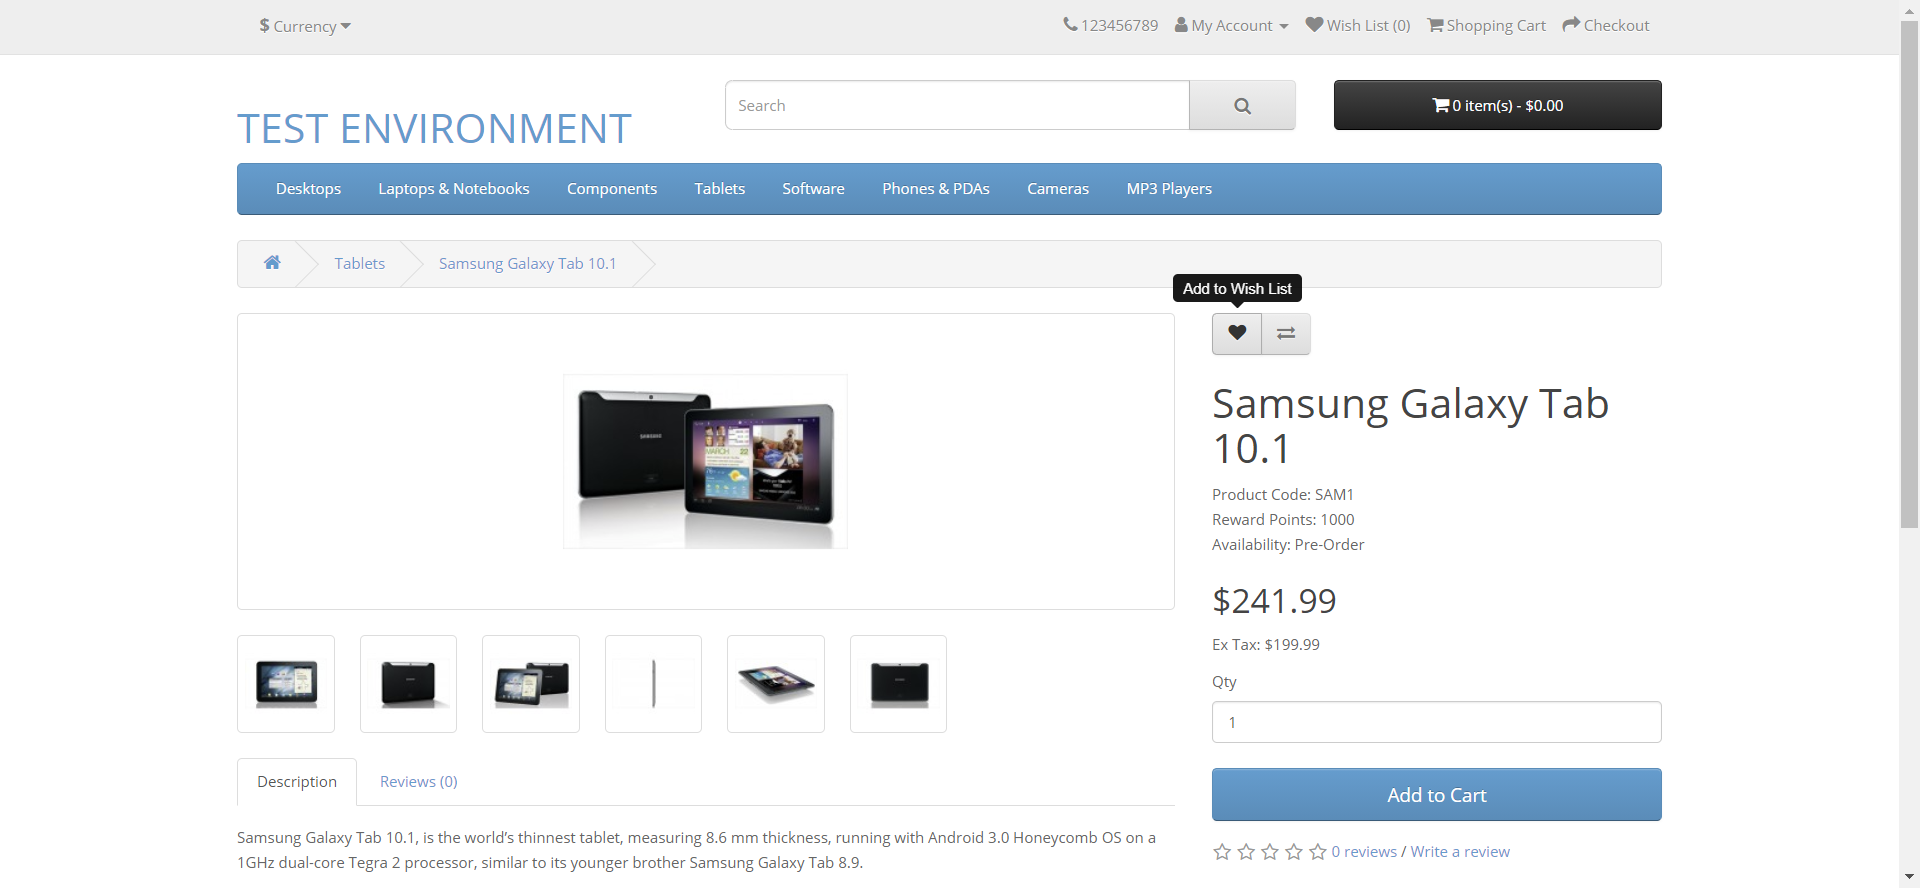 $ Currency
123456789 My Account Wish List (0) Shopping Cart Checkout
TEST ENVIRONMENT
Search
0 item(s) - $0.00
Desktops Laptops & Notebooks Components Tablets Software Phones & PDAs Cameras MP3 Players
Tablets Samsung Galaxy Tab 10.1
Add to Wish List
SAMSUNG
MARCH 22
Samsung Galaxy Tab
10.1
Product Code: SAM1
Reward Points: 1000
Availability: Pre-Order
$241.99
Ex Tax: $199.99
Qty
1
Add to Cart
0 reviews / Write a review
Description Reviews (0)
Samsung Galaxy Tab 10.1, is the world’s thinnest tablet, measuring 8.6 mm thickness, running with Android 3.0 Honeycomb OS on a
1GHz dual-core Tegra 2 processor, similar to its younger brother Samsung Galaxy Tab 8.9.